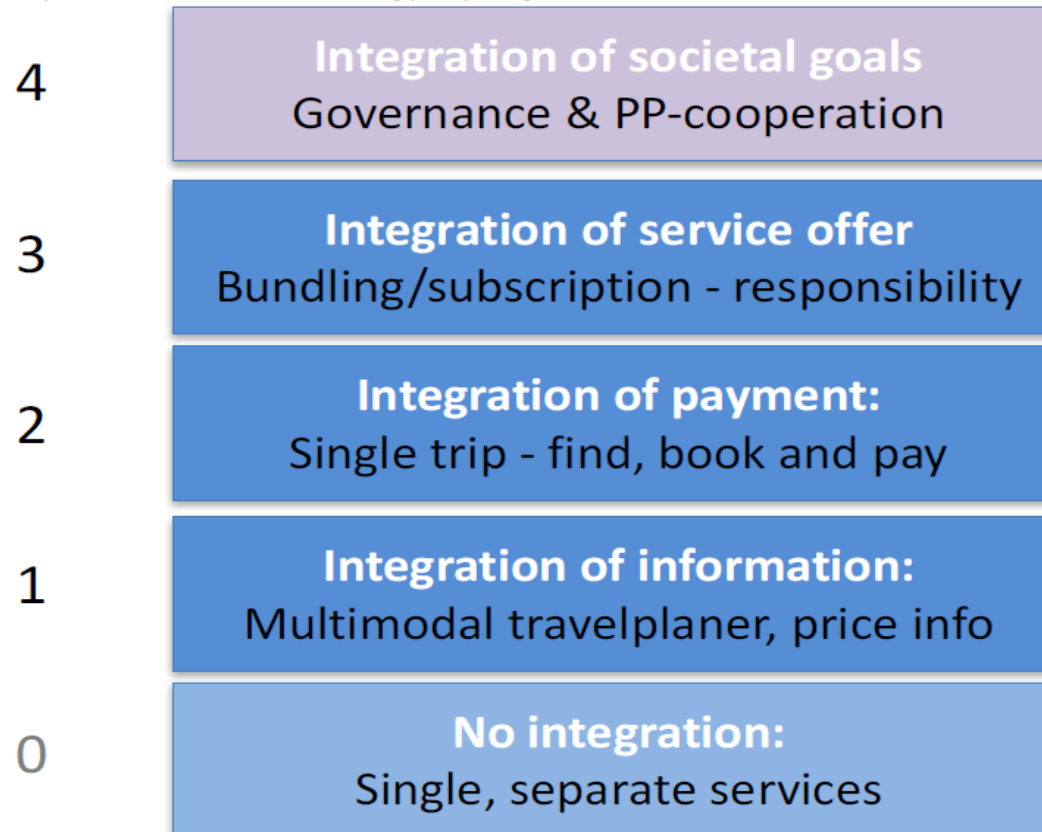 4
Integration of societal goals
Governance & PP-cooperation
3
Integration of service offer
Bundling/subscription - responsibility
2
Integration of payment:
Single trip - find, book and pay
1
Integration of information:
Multimodal travelplaner, price info
0
No integration:
Single, separate services